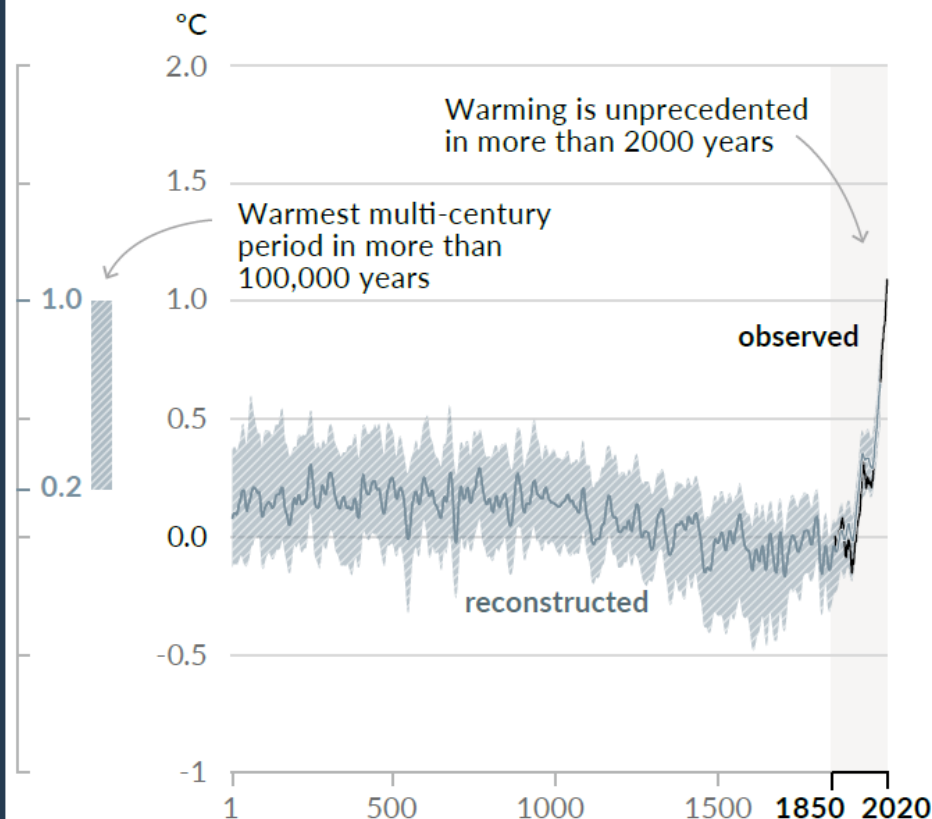 °C
2.0
Warming is unprecedented
in more than 2000 years
1.5
Warmest multi-century
period in more than
100,000 years
1.0
1.0
observed
0.5
0.2
0.0
reconstructed
-0.5
-1
1 500 1000 1500 1850 2020